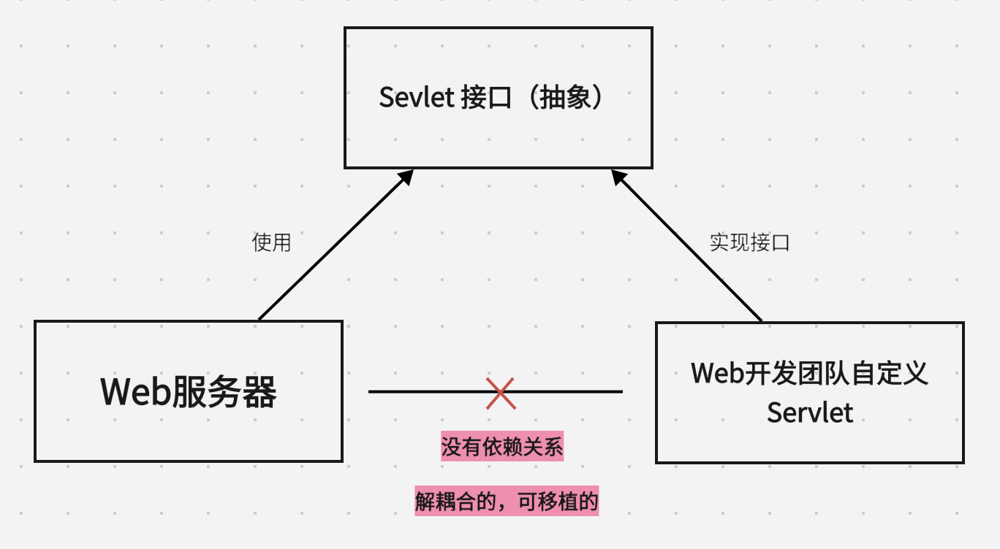 Sevlet 接口（抽象）
使用
实现接口
Web服务器
Web开发团队自定义
Servlet
没有依赖关系
解耦合的，可移植的